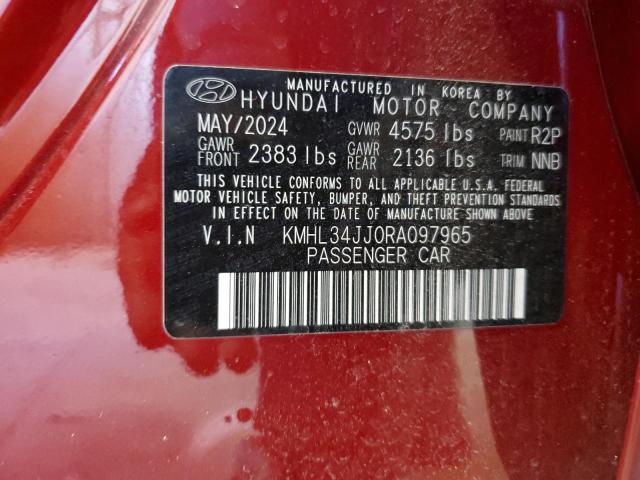 MANUFACTURED IN KOREA BY
HYUNDAI MOTOR COMPANY
MAY/2024 GVWR 4575 lbs PAINT R2P
GAWR FRONT 2383 lbs GAWR REAR 2136 lbs TRIM NNB
THIS VEHICLE CONFORMS TO ALL APPLICABLE U.S.A. FEDERAL
MOTOR VEHICLE SAFETY, BUMPER, AND THEFT PREVENTION STANDARDS
IN EFFECT ON THE DATE OF MANUFACTURE SHOWN ABOVE.
V.I.N KMHL34JJ0RA097965
PASSENGER CAR